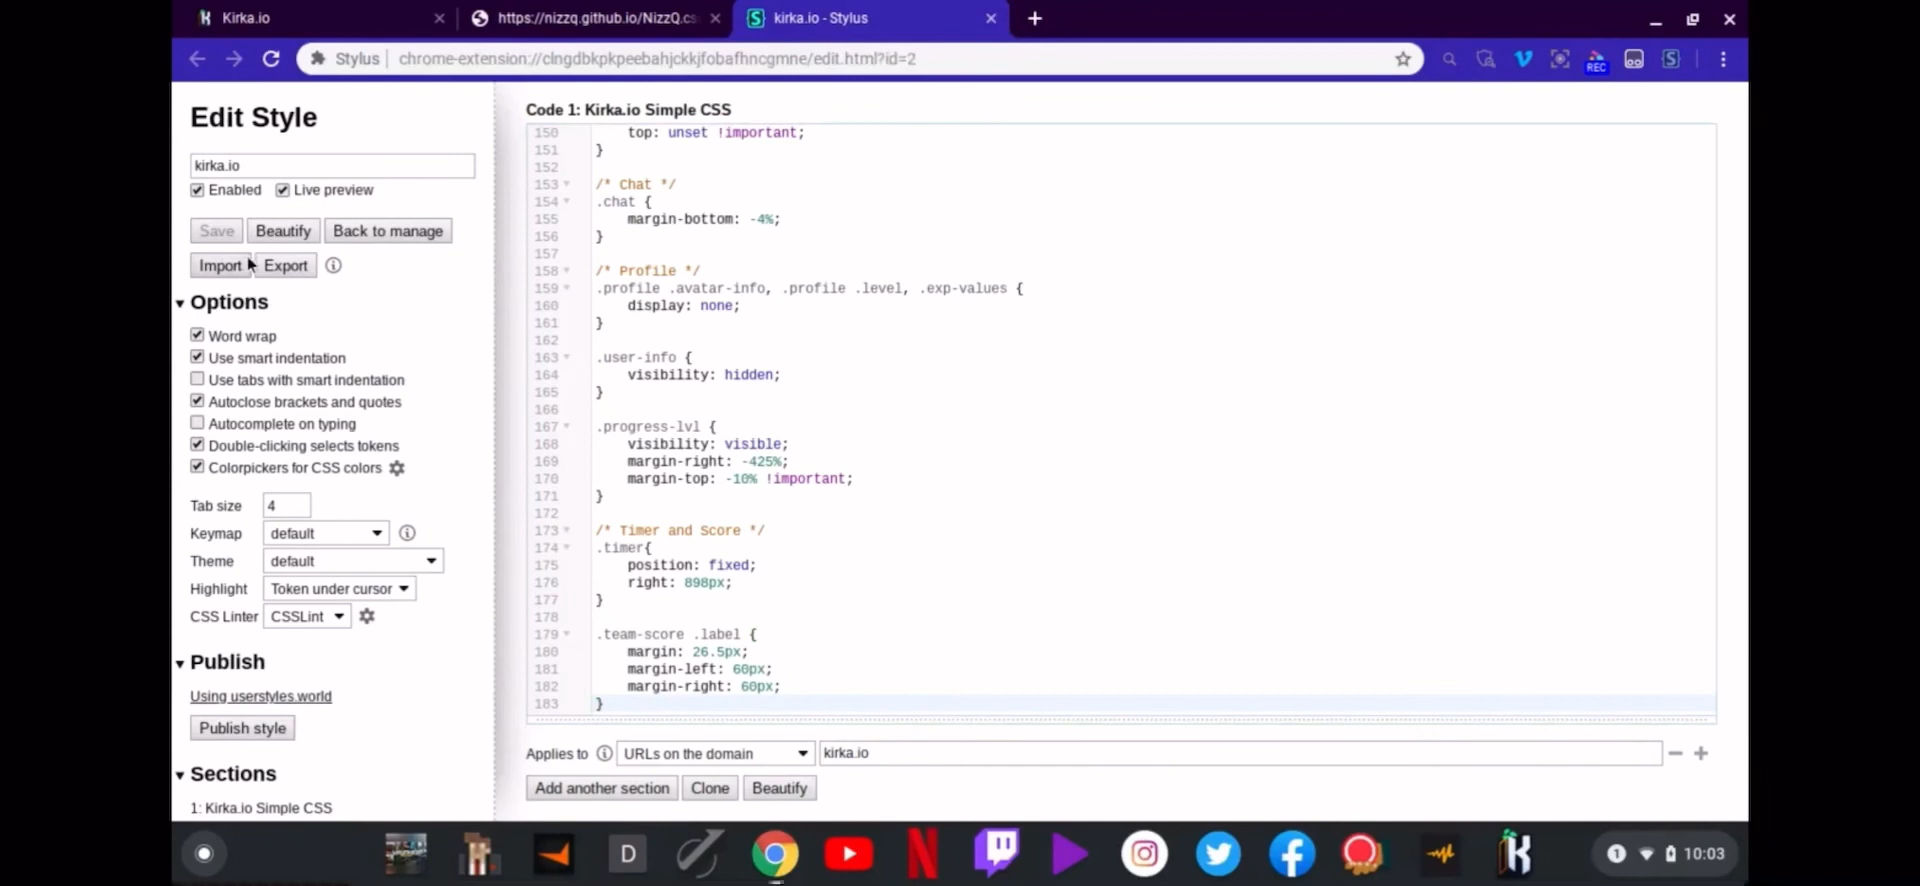 Kirka.io
https://nizzq.github.io/NizzQ.cs
kirka.io - Stylus
Stylus
chrome-extension://clngdbkpkpeebahjckkjfobafhncgmne/edit.html?id=2
REC
Edit Style
kirka.io
Enabled
Live preview
Save
Beautify
Back to manage
Import
Export
Options
Word wrap
Use smart indentation
Use tabs with smart indentation
Autoclose brackets and quotes
Autocomplete on typing
Double-clicking selects tokens
Colorpickers for CSS colors
Tab size 4
Keymap default
Theme default
Highlight Token under cursor
CSS Linter CSSLint
Publish
Using userstyles.world
Publish style
Sections
1: Kirka.io Simple CSS
Code 1: Kirka.io Simple CSS
150 top: unset !important;
151 }
152
153 /* Chat */
154 .chat {
155 margin-bottom: -4%;
156 }
157
158 /* Profile */
159 .profile .avatar-info, .profile .level, .exp-values {
160 display: none;
161 }
162
163 .user-info {
164 visibility: hidden;
165 }
166
167 .progress-lvl {
168 visibility: visible;
169 margin-right: -425%;
170 margin-top: -10% !important;
171 }
172
173 /* Timer and Score */
174 .timer{
175 position: fixed;
176 right: 898px;
177 }
178
179 .team-score .label {
180 margin: 26.5px;
181 margin-left: 60px;
182 margin-right: 60px;
183 }
Applies to URLs on the domain kirka.io
Add another section
Clone
Beautify
D
1 10:03